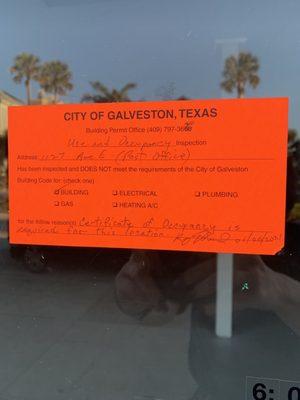 CITY OF GALVESTON, TEXAS
Building Permit Office (409) 797-36
Use and Occupancy Inspection
Address: 1127 Ave E (Post Office)
Has been inspected and DOES NOT meet the requirements of the City of Galveston
Building Code for: (check one)
☑ BUILDING ❑ ELECTRICAL ❑ PLUMBING
❑ GAS ❑ HEATING A/C
for the follow reason(s) Certificate of Occupancy is
required for this location
6:0